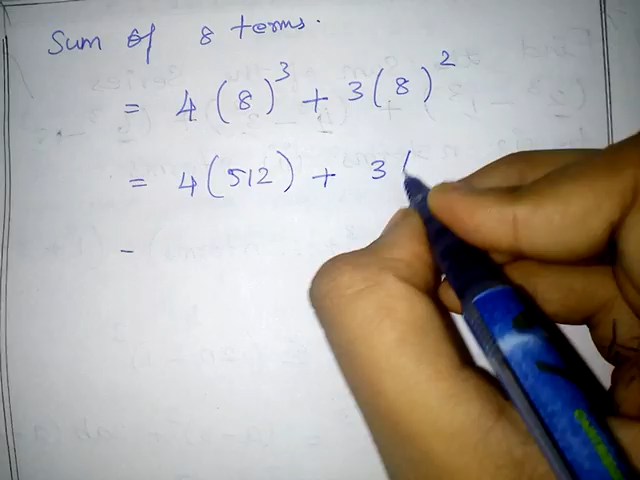 Sum of 8 terms.
= 4(8)³ + 3(8)²
= 4(512) + 3(
-